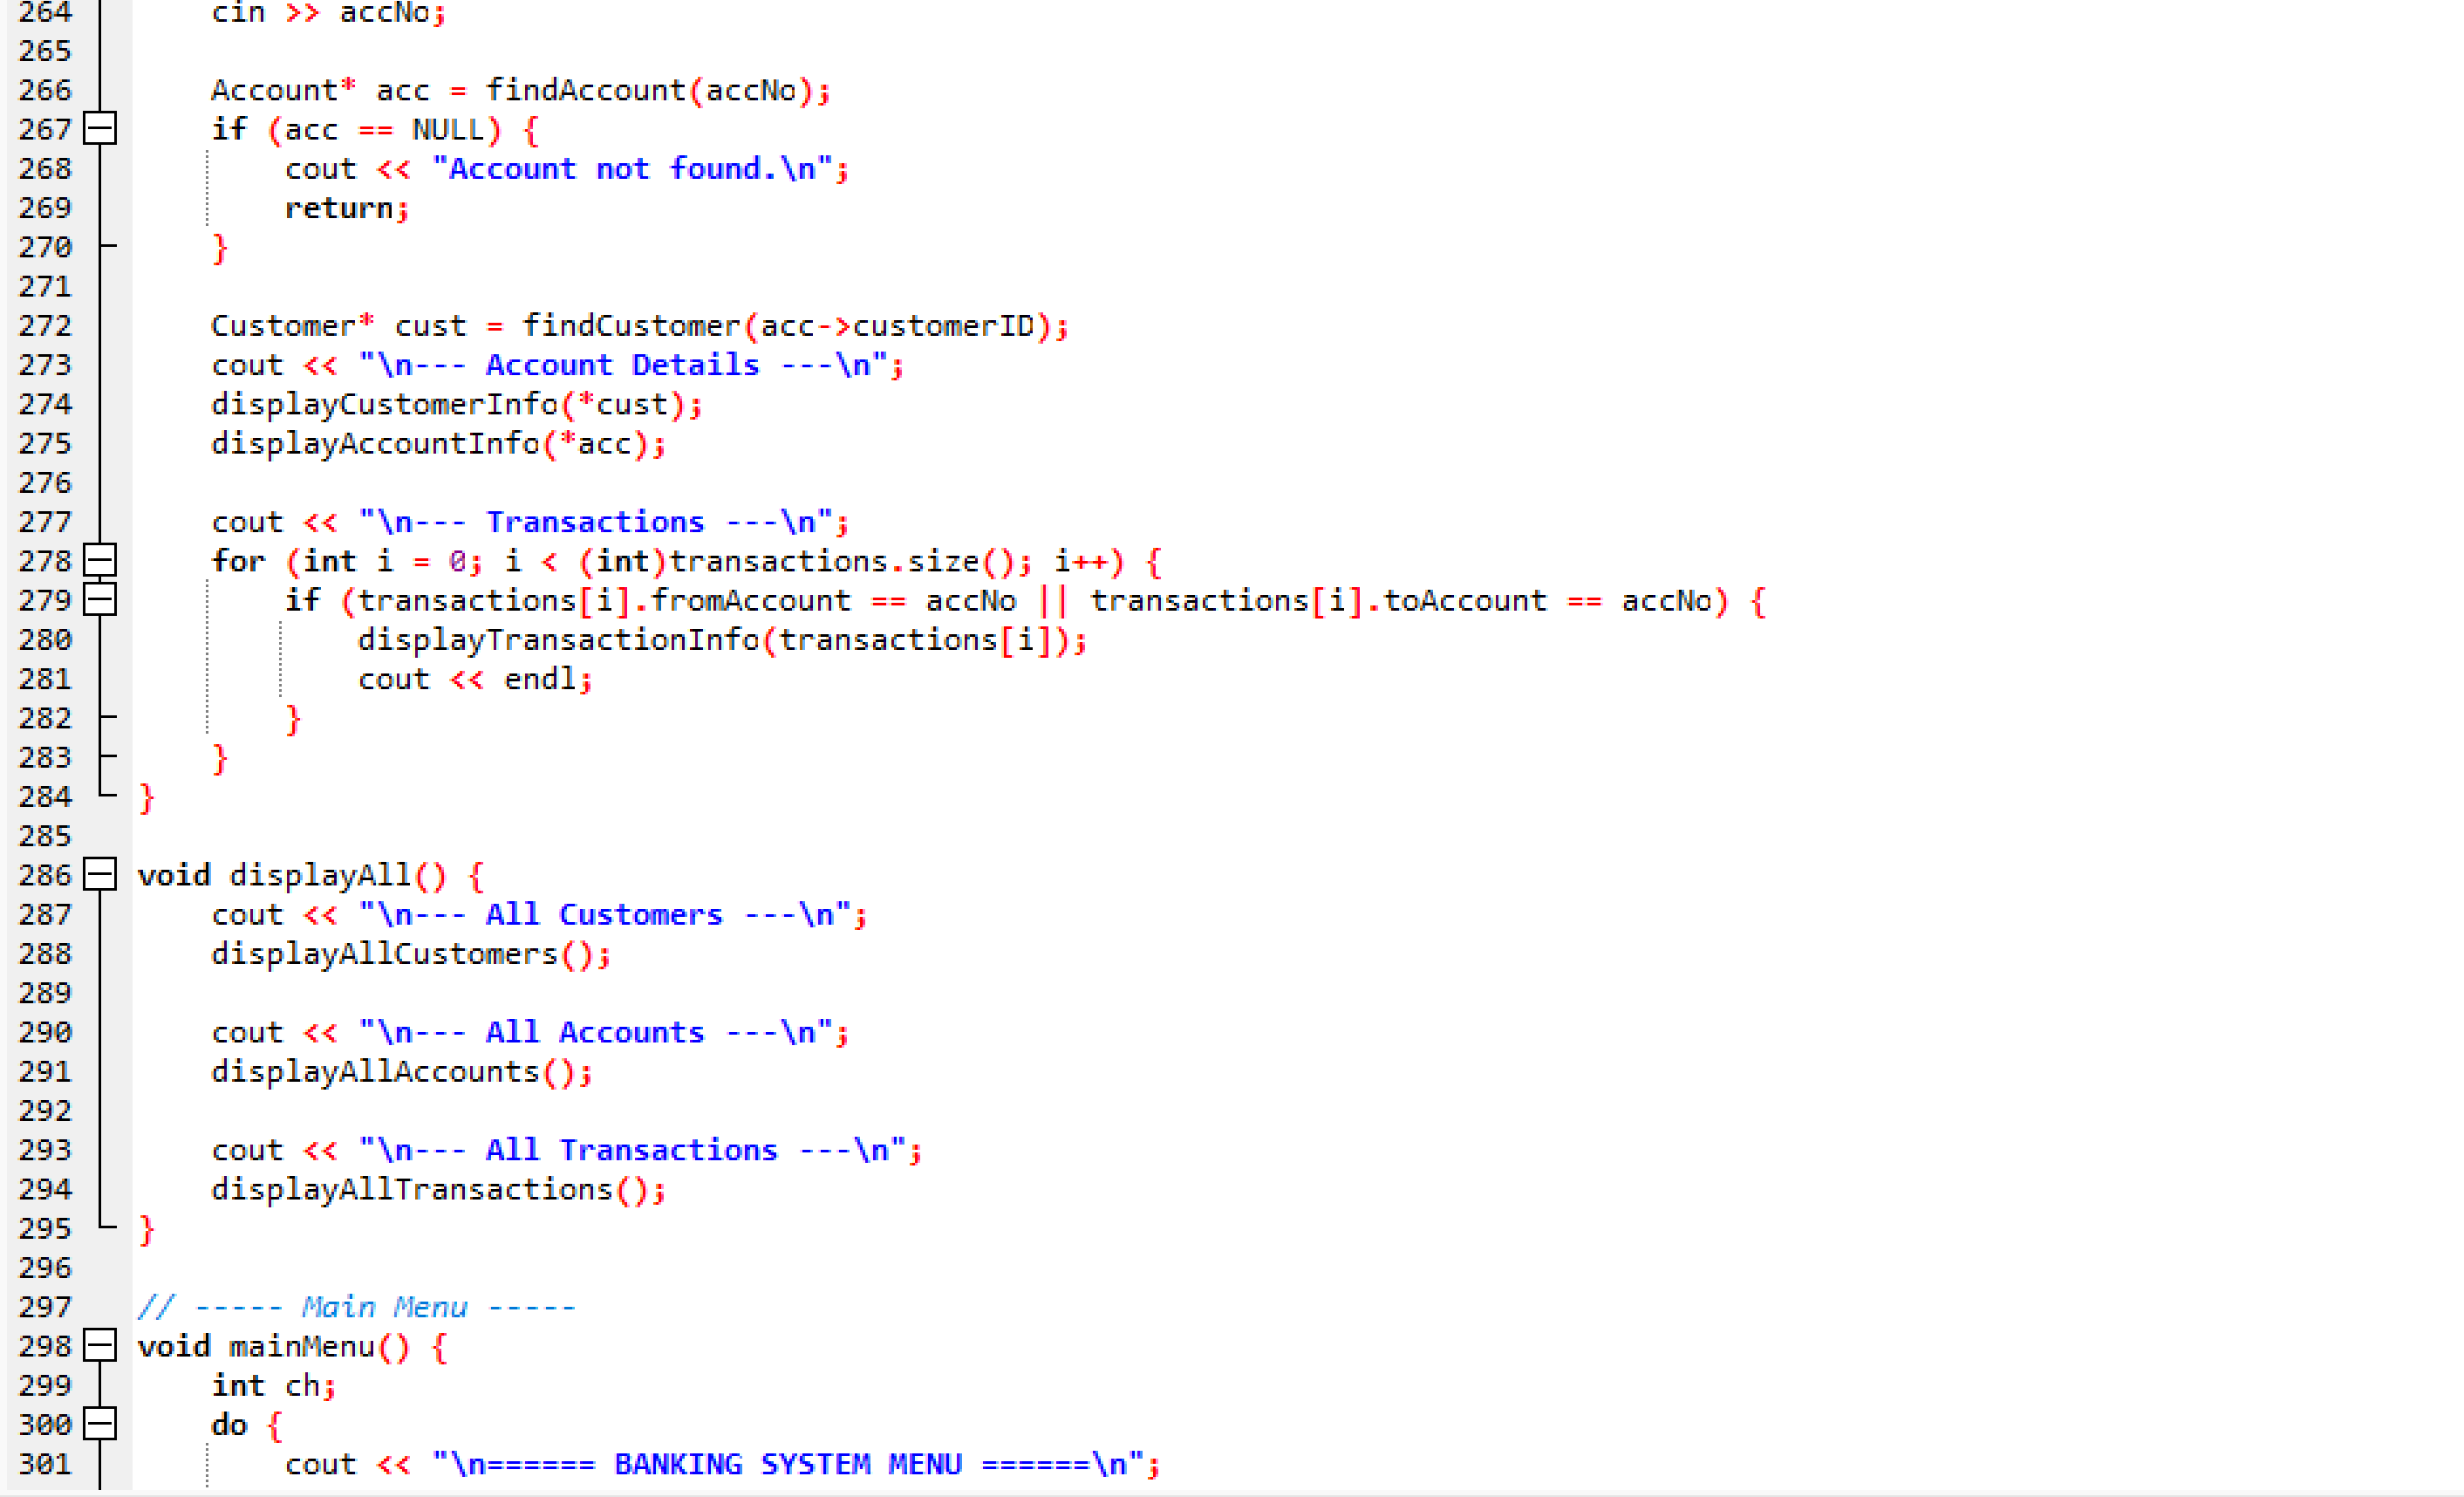 264     cin >> accNo;
265
266     Account* acc = findAccount(accNo);
267     if (acc == NULL) {
268         cout << "Account not found.\n";
269         return;
270     }
271
272     Customer* cust = findCustomer(acc->customerID);
273     cout << "\n--- Account Details ---\n";
274     displayCustomerInfo(*cust);
275     displayAccountInfo(*acc);
276
277     cout << "\n--- Transactions ---\n";
278     for (int i = 0; i < (int)transactions.size(); i++) {
279         if (transactions[i].fromAccount == accNo || transactions[i].toAccount == accNo) {
280             displayTransactionInfo(transactions[i]);
281             cout << endl;
282         }
283     }
284 }
285
286 void displayAll() {
287     cout << "\n--- All Customers ---\n";
288     displayAllCustomers();
289
290     cout << "\n--- All Accounts ---\n";
291     displayAllAccounts();
292
293     cout << "\n--- All Transactions ---\n";
294     displayAllTransactions();
295 }
296
297 // ----- Main Menu -----
298 void mainMenu() {
299     int ch;
300     do {
301         cout << "\n====== BANKING SYSTEM MENU ======\n";